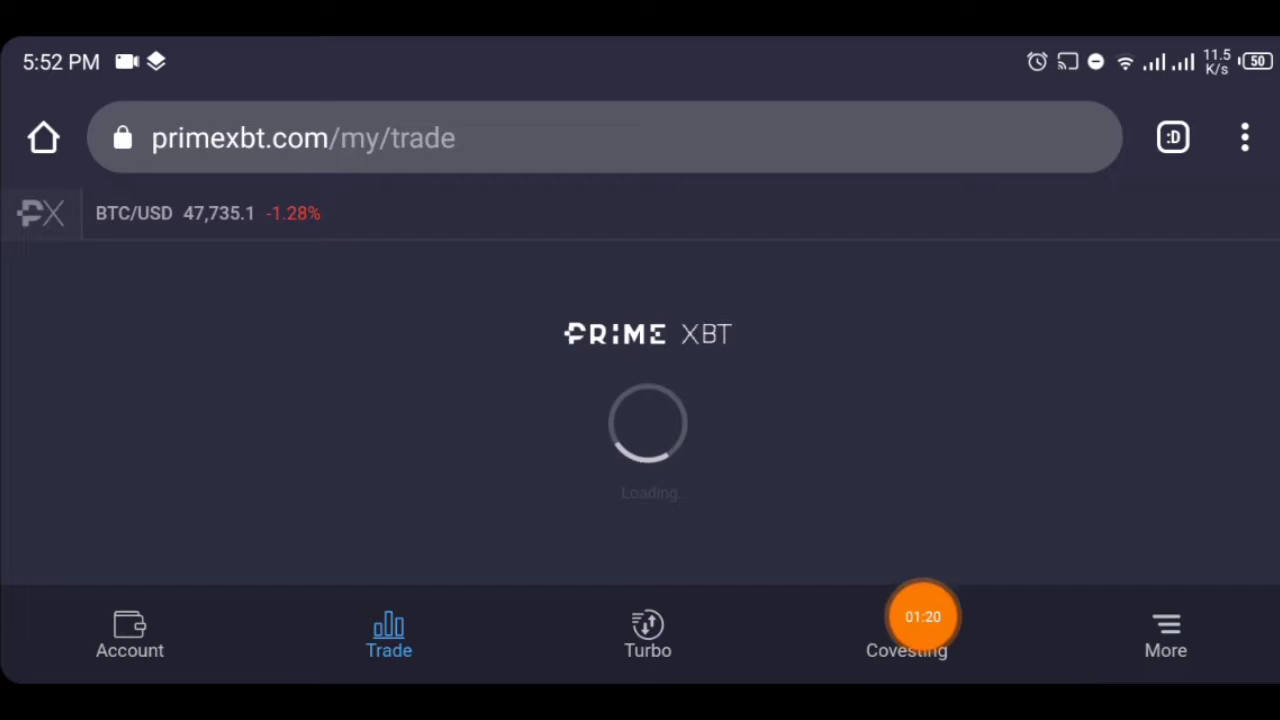 5:52 PM 11.5 K/s 50
primexbt.com/my/trade :D
PX BTC/USD 47,735.1 -1.28%
PRIME XBT
Loading..
01:20
Account Trade Turbo Covesting More